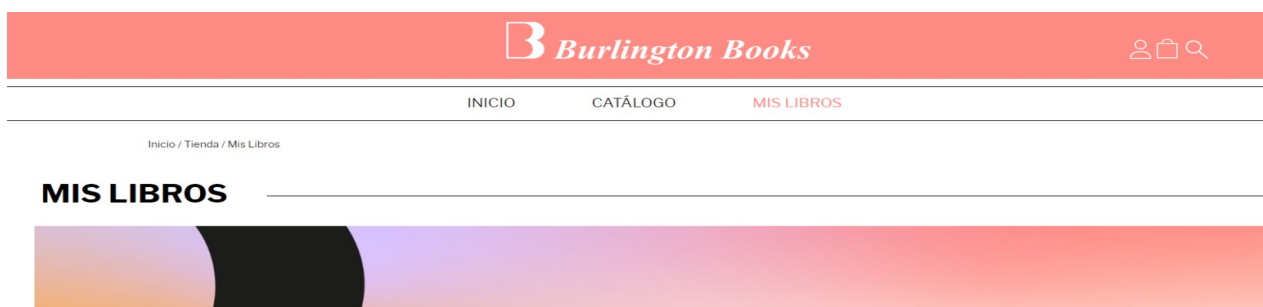 B Burlington Books
INICIO CATÁLOGO MIS LIBROS
Inicio / Tienda / Mis Libros
MIS LIBROS